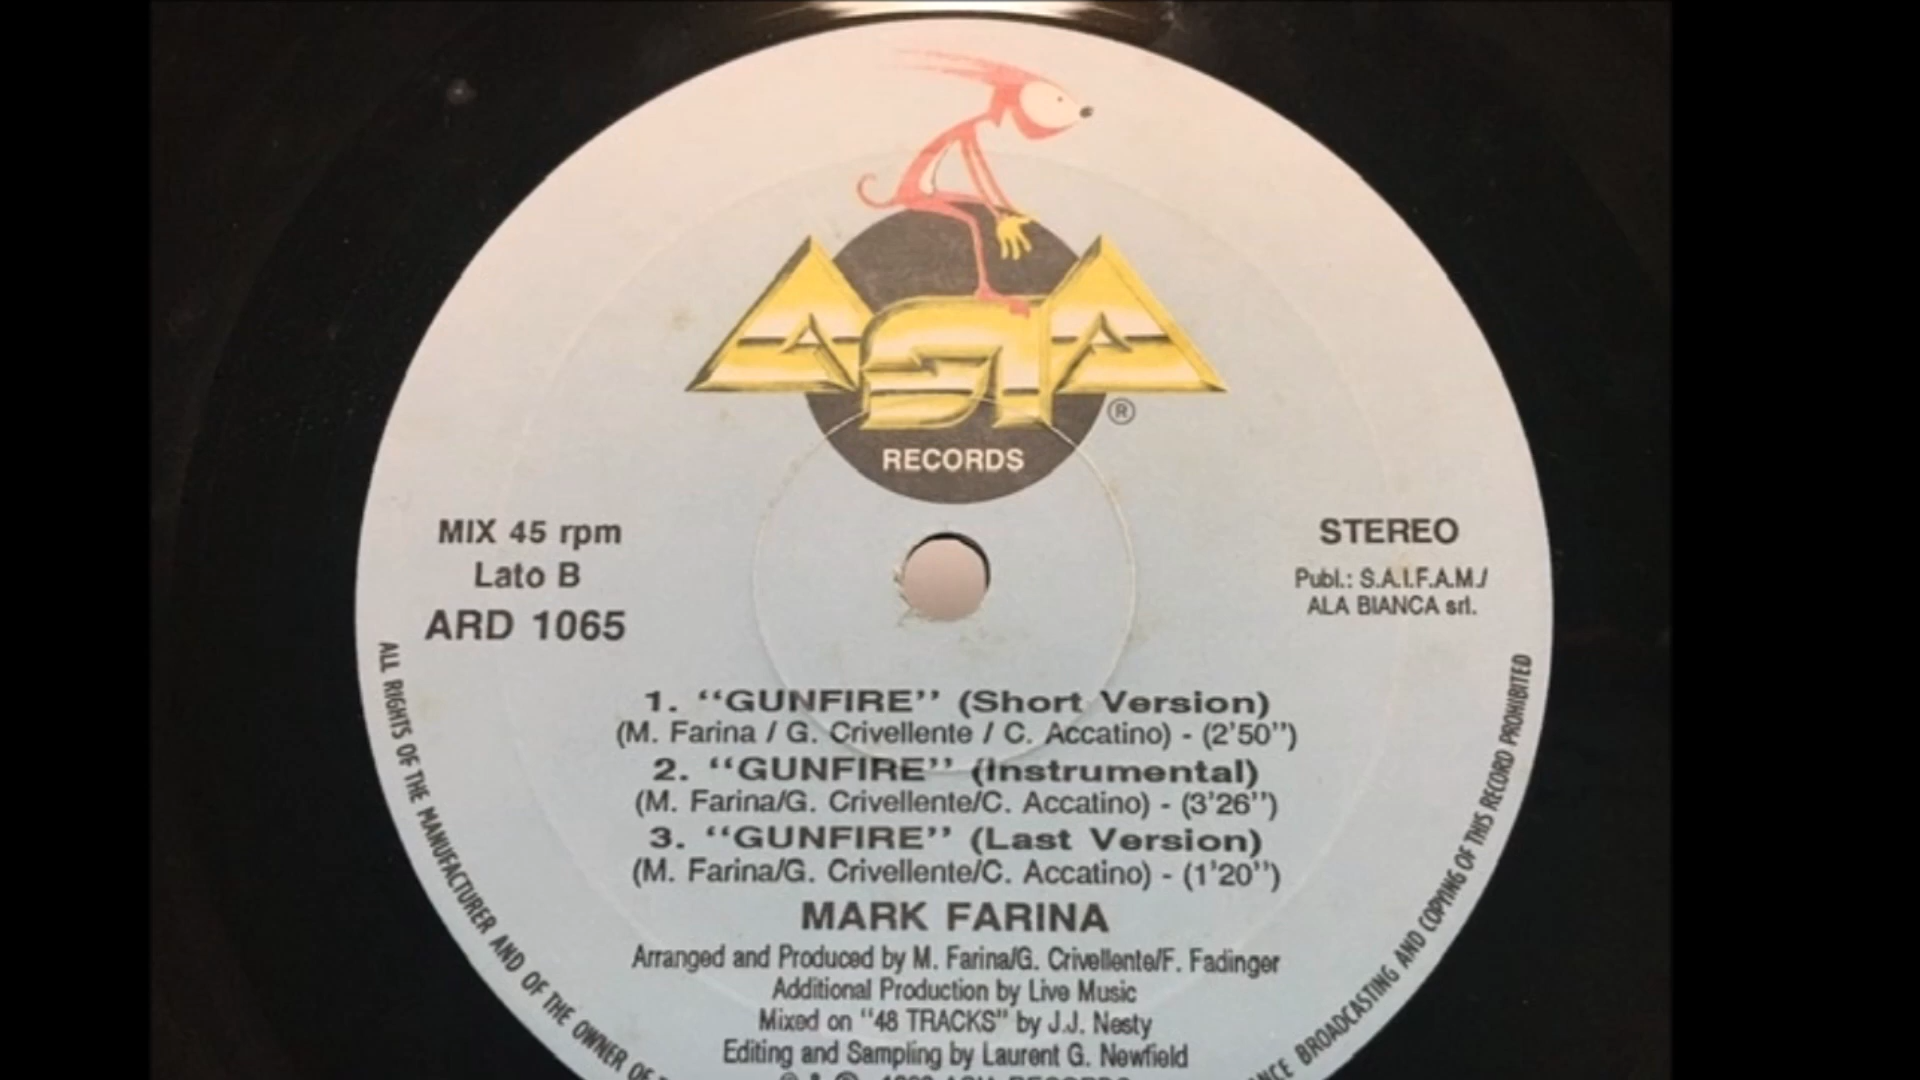 ASIA
®
RECORDS
MIX 45 rpm
Lato B
ARD 1065
STEREO
Publ.: S.A.I.F.A.M./
ALA BIANCA srl.
1. “GUNFIRE” (Short Version)
(M. Farina / G. Crivellente / C. Accatino) - (2'50”)
2. “GUNFIRE” (Instrumental)
(M. Farina/G. Crivellente/C. Accatino) - (3'26”)
3. “GUNFIRE” (Last Version)
(M. Farina/G. Crivellente/C. Accatino) - (1'20”)
MARK FARINA
Arranged and Produced by M. Farina/G. Crivellente/F. Fadinger
Additional Production by Live Music
Mixed on “48 TRACKS” by J.J. Nesty
Editing and Sampling by Laurent G. Newfield
ALL RIGHTS OF THE MANUFACTURER AND OF THE OWNER OF
BROADCASTING AND COPYING OF THIS RECORD PROHIBITED